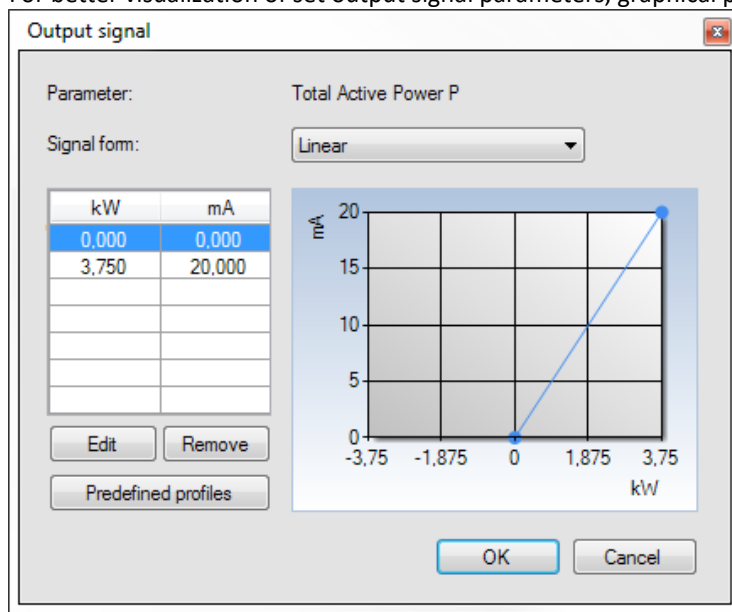 Output signal
Parameter: Total Active Power P
Signal form: Linear
kW mA
0,000 0,000
3,750 20,000
Edit Remove
Predefined profiles
mA
20
15
10
5
0
-3,75 -1,875 0 1,875 3,75
kW
OK Cancel